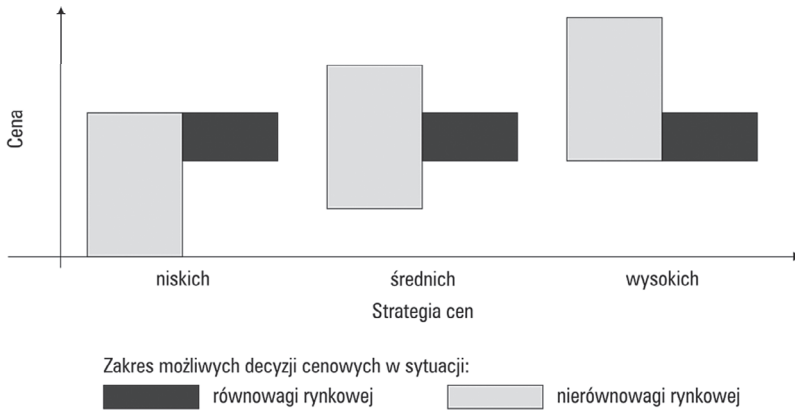 Cena
niskich
średnich
wysokich
Strategia cen
Zakres możliwych decyzji cenowych w sytuacji:
równowagi rynkowej
nierównowagi rynkowej